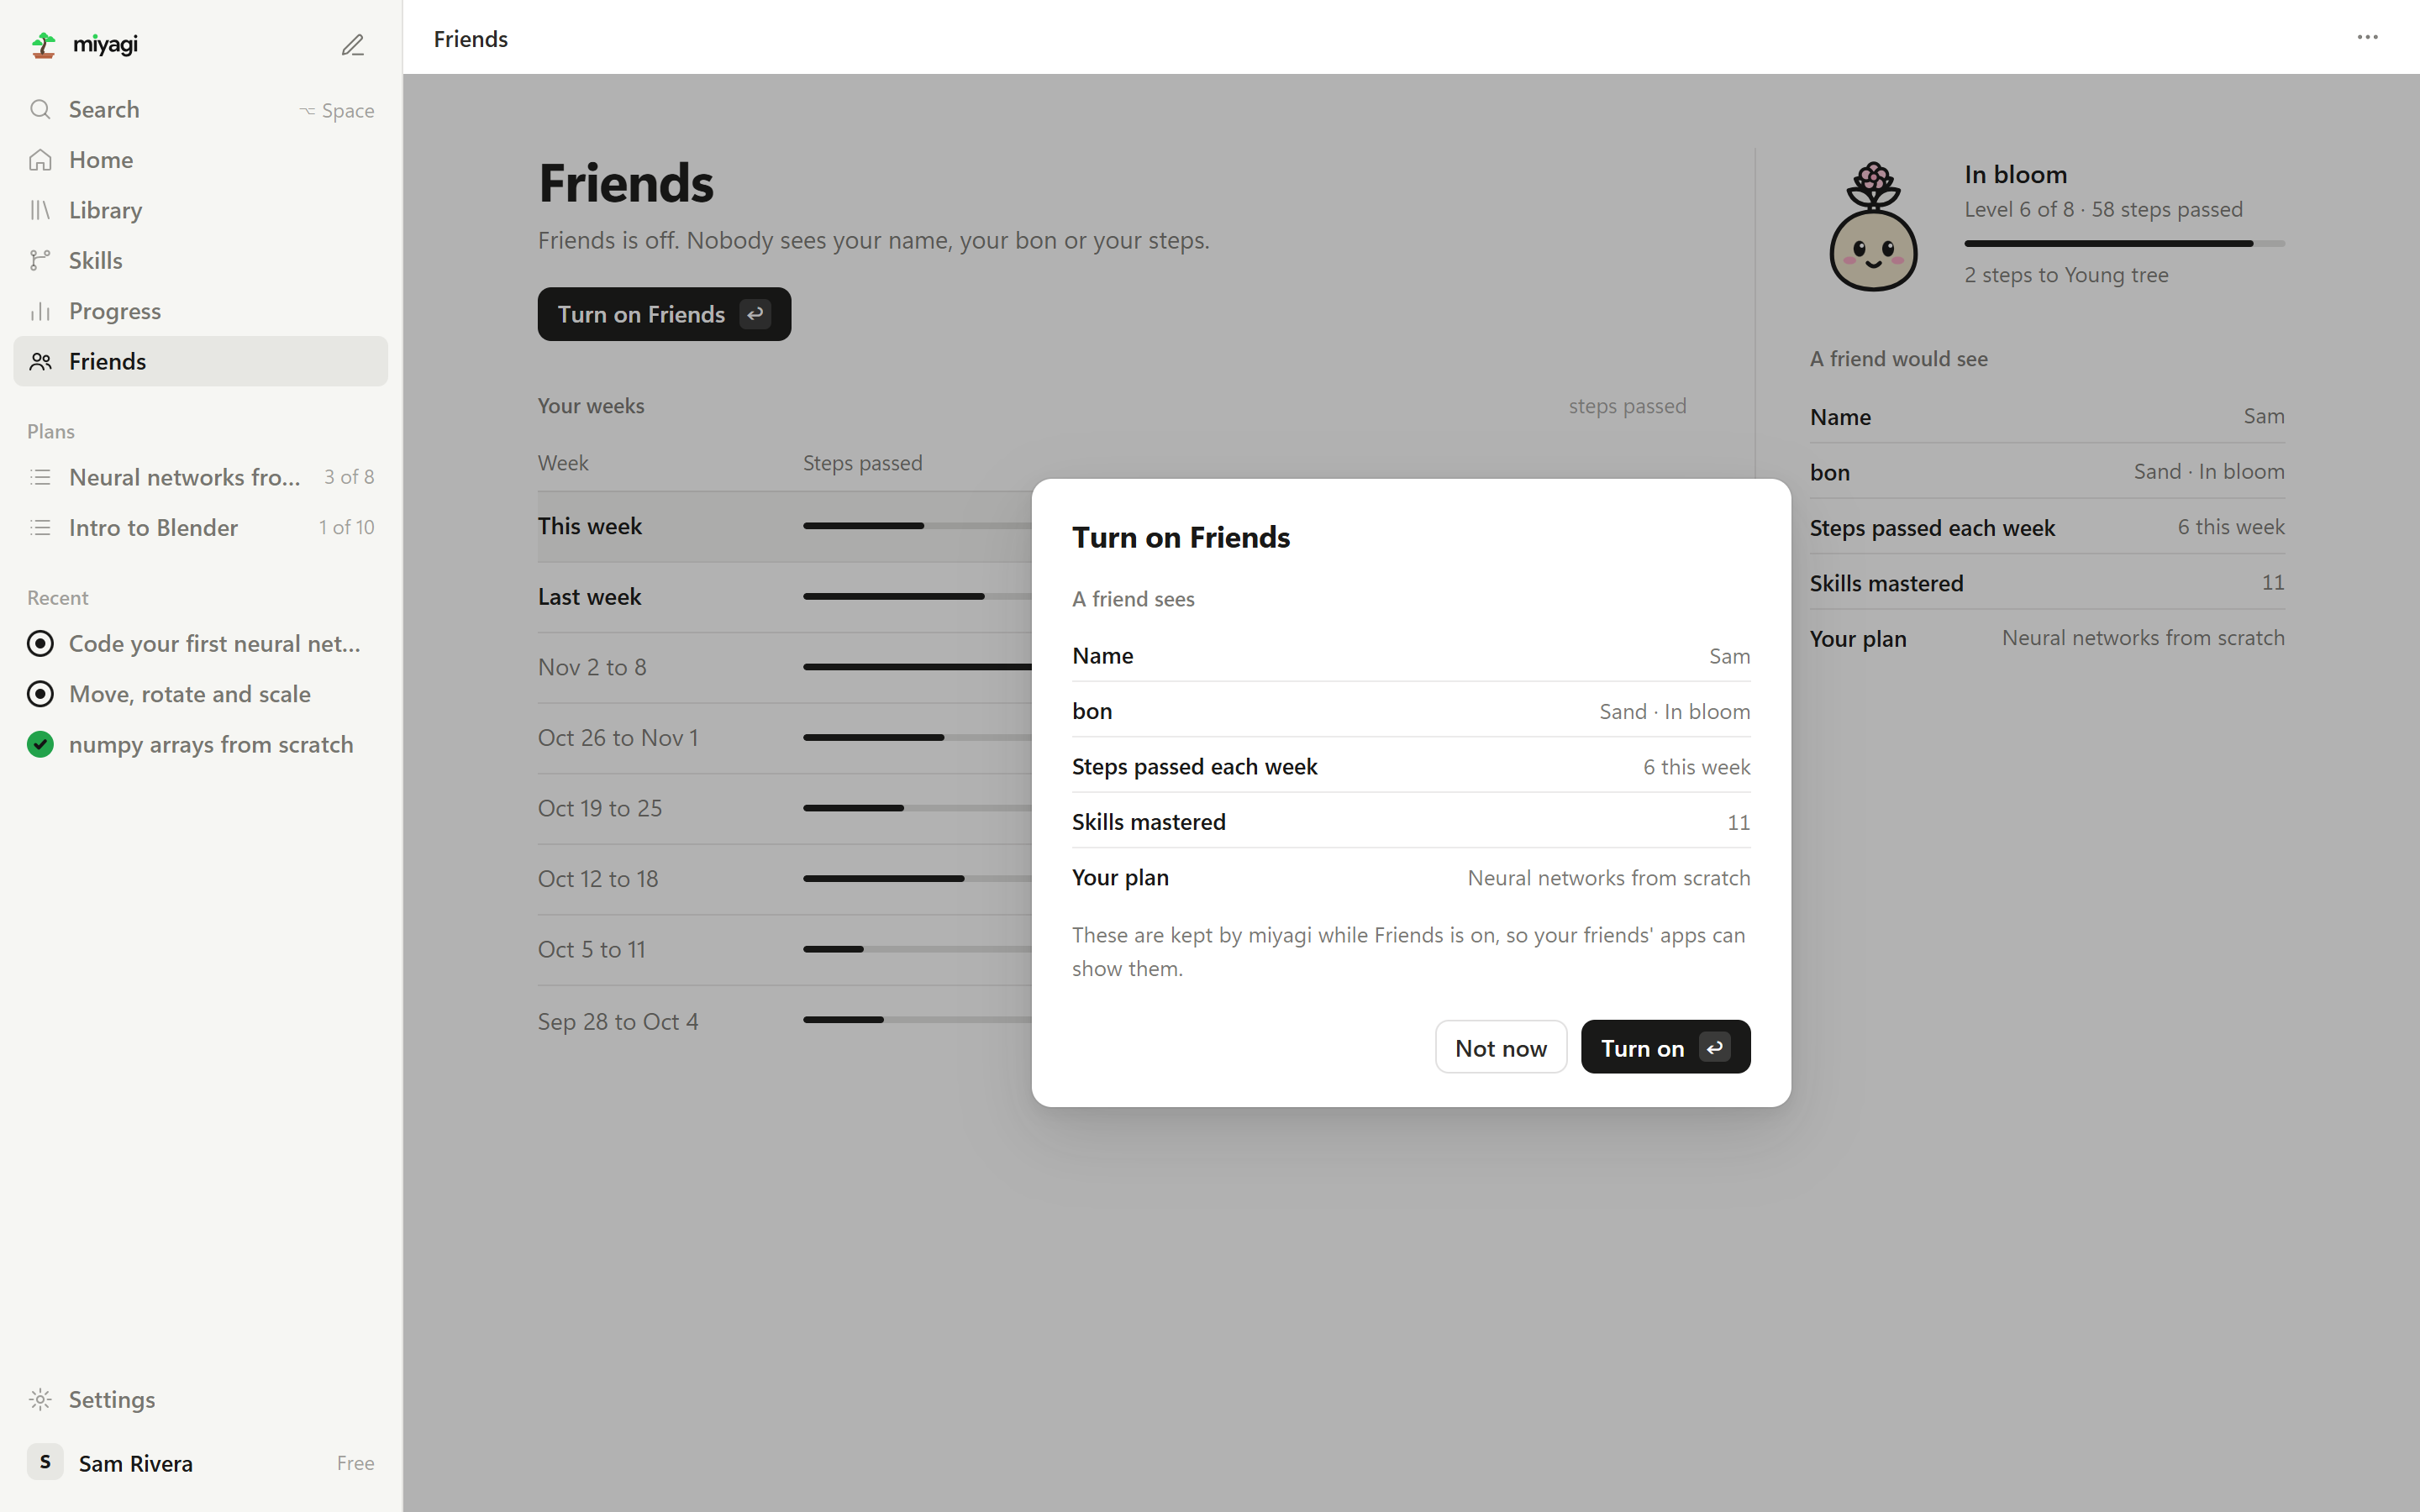 miyagi
Search ⌥ Space
Home
Library
Skills
Progress
Friends
Plans
Neural networks fro... 3 of 8
Intro to Blender 1 of 10
Recent
Code your first neural net...
Move, rotate and scale
numpy arrays from scratch
Settings
S Sam Rivera Free
Friends
Friends
Friends is off. Nobody sees your name, your bon or your steps.
Turn on Friends
Your weeks steps passed
Week Steps passed
This week
Last week
Nov 2 to 8
Oct 26 to Nov 1
Oct 19 to 25
Oct 12 to 18
Oct 5 to 11
Sep 28 to Oct 4
In bloom
Level 6 of 8 · 58 steps passed
2 steps to Young tree
A friend would see
Name Sam
bon Sand · In bloom
Steps passed each week 6 this week
Skills mastered 11
Your plan Neural networks from scratch
Turn on Friends
A friend sees
Name Sam
bon Sand · In bloom
Steps passed each week 6 this week
Skills mastered 11
Your plan Neural networks from scratch
These are kept by miyagi while Friends is on, so your friends' apps can
show them.
Not now
Turn on